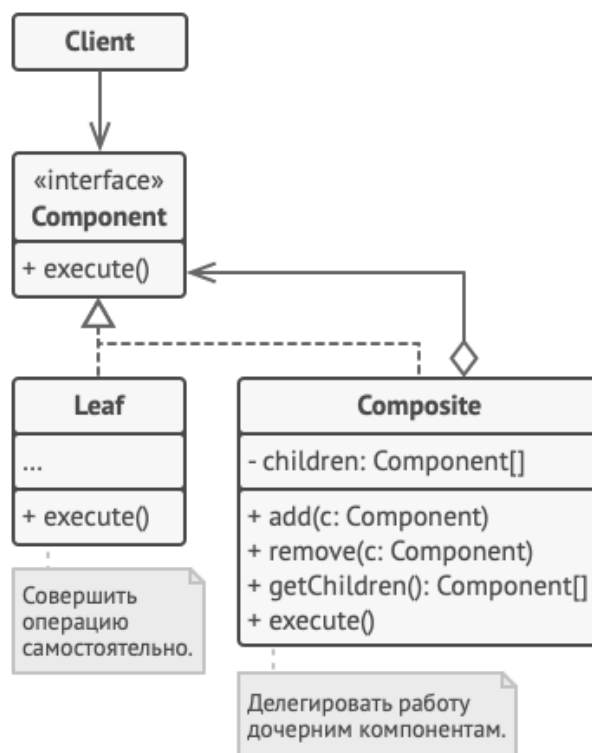 Client
«interface»
Component
+ execute()
Leaf
...
+ execute()
Совершить
операцию
самостоятельно.
Composite
- children: Component[]
+ add(c: Component)
+ remove(c: Component)
+ getChildren(): Component[]
+ execute()
Делегировать работу
дочерним компонентам.